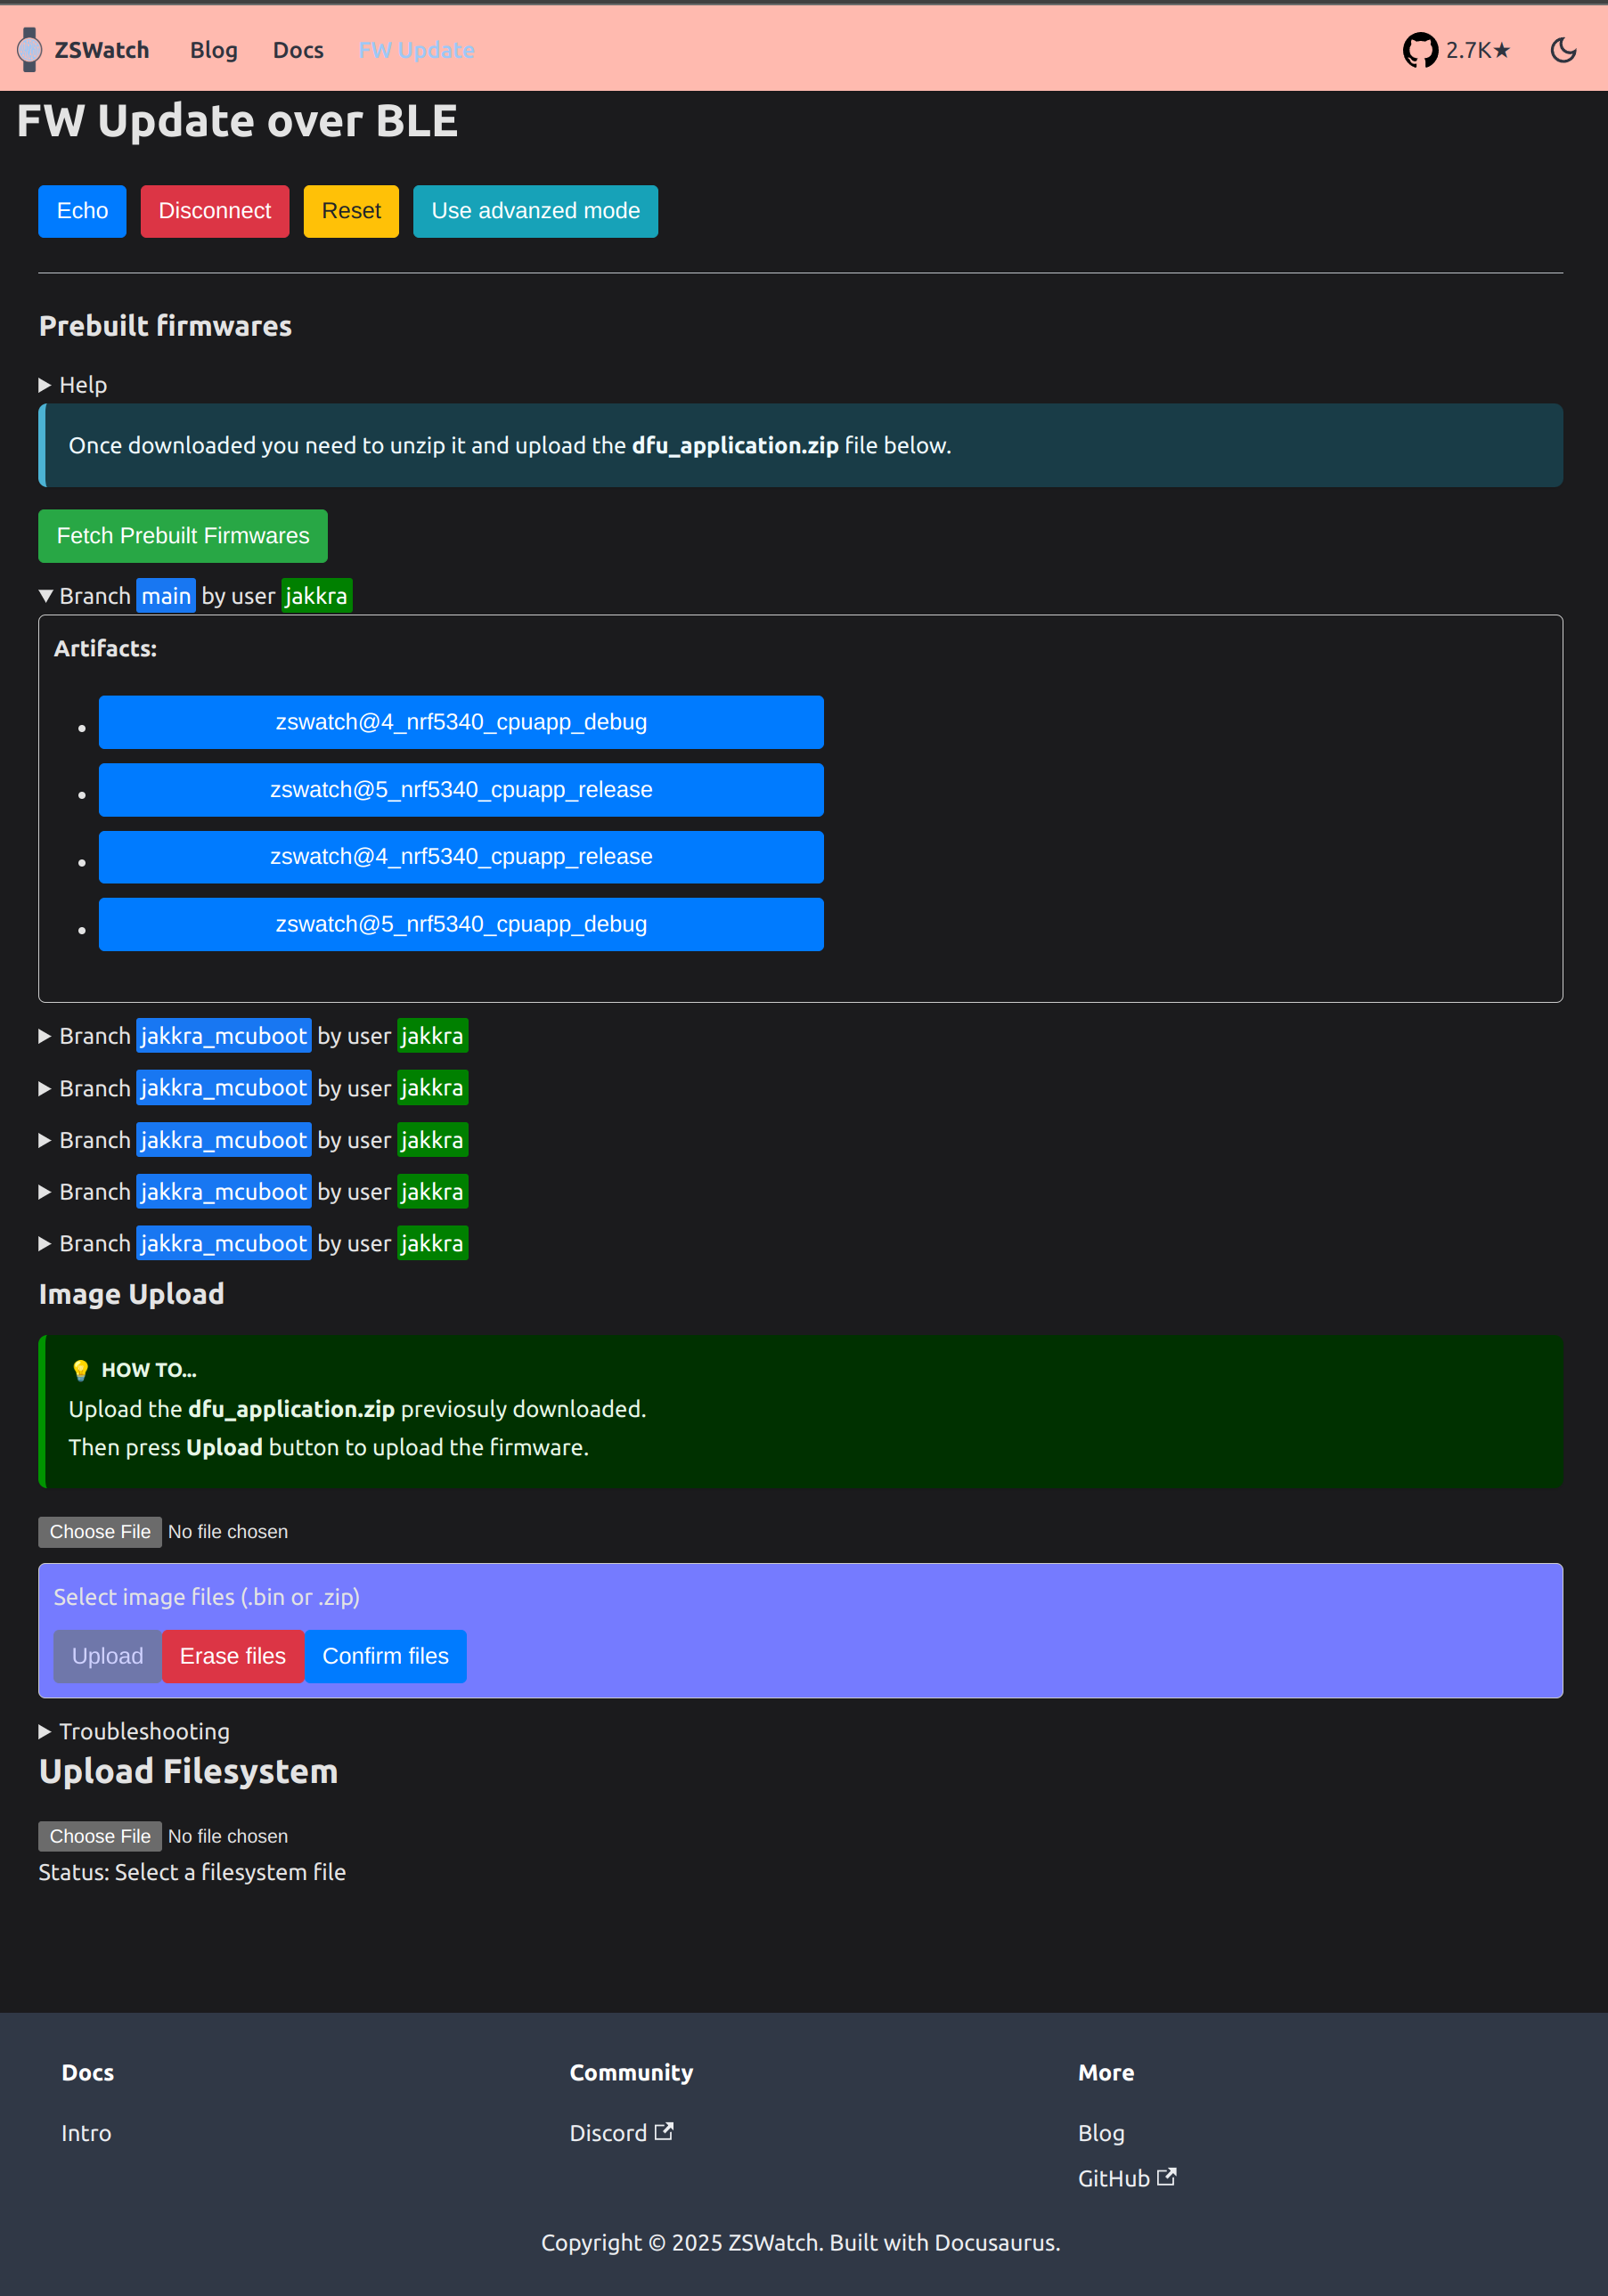 ZSWatch Blog Docs FW Update 2.7K★
FW Update over BLE
Echo Disconnect Reset Use advanzed mode
Prebuilt firmwares
Help
Once downloaded you need to unzip it and upload the dfu_application.zip file below.
Fetch Prebuilt Firmwares
Branch main by user jakkra
Artifacts:
zswatch@4_nrf5340_cpuapp_debug
zswatch@5_nrf5340_cpuapp_release
zswatch@4_nrf5340_cpuapp_release
zswatch@5_nrf5340_cpuapp_debug
Branch jakkra_mcuboot by user jakkra
Branch jakkra_mcuboot by user jakkra
Branch jakkra_mcuboot by user jakkra
Branch jakkra_mcuboot by user jakkra
Branch jakkra_mcuboot by user jakkra
Image Upload
💡 HOW TO...
Upload the dfu_application.zip previosuly downloaded.
Then press Upload button to upload the firmware.
Choose File No file chosen
Select image files (.bin or .zip)
Upload Erase files Confirm files
Troubleshooting
Upload Filesystem
Choose File No file chosen
Status: Select a filesystem file
Docs Community More
Intro Discord Blog
GitHub
Copyright © 2025 ZSWatch. Built with Docusaurus.